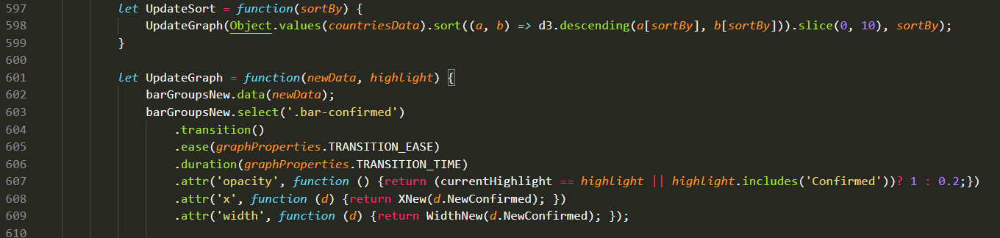 597 let UpdateSort = function(sortBy) {
598 UpdateGraph(Object.values(countriesData).sort((a, b) => d3.descending(a[sortBy], b[sortBy])).slice(0, 10), sortBy);
599 }
600
601 let UpdateGraph = function(newData, highlight) {
602 barGroupsNew.data(newData);
603 barGroupsNew.select('.bar-confirmed')
604 .transition()
605 .ease(graphProperties.TRANSITION_EASE)
606 .duration(graphProperties.TRANSITION_TIME)
607 .attr('opacity', function () {return (currentHighlight == highlight || highlight.includes('Confirmed'))? 1 : 0.2;})
608 .attr('x', function (d) {return XNew(d.NewConfirmed); })
609 .attr('width', function (d) {return WidthNew(d.NewConfirmed); });
610